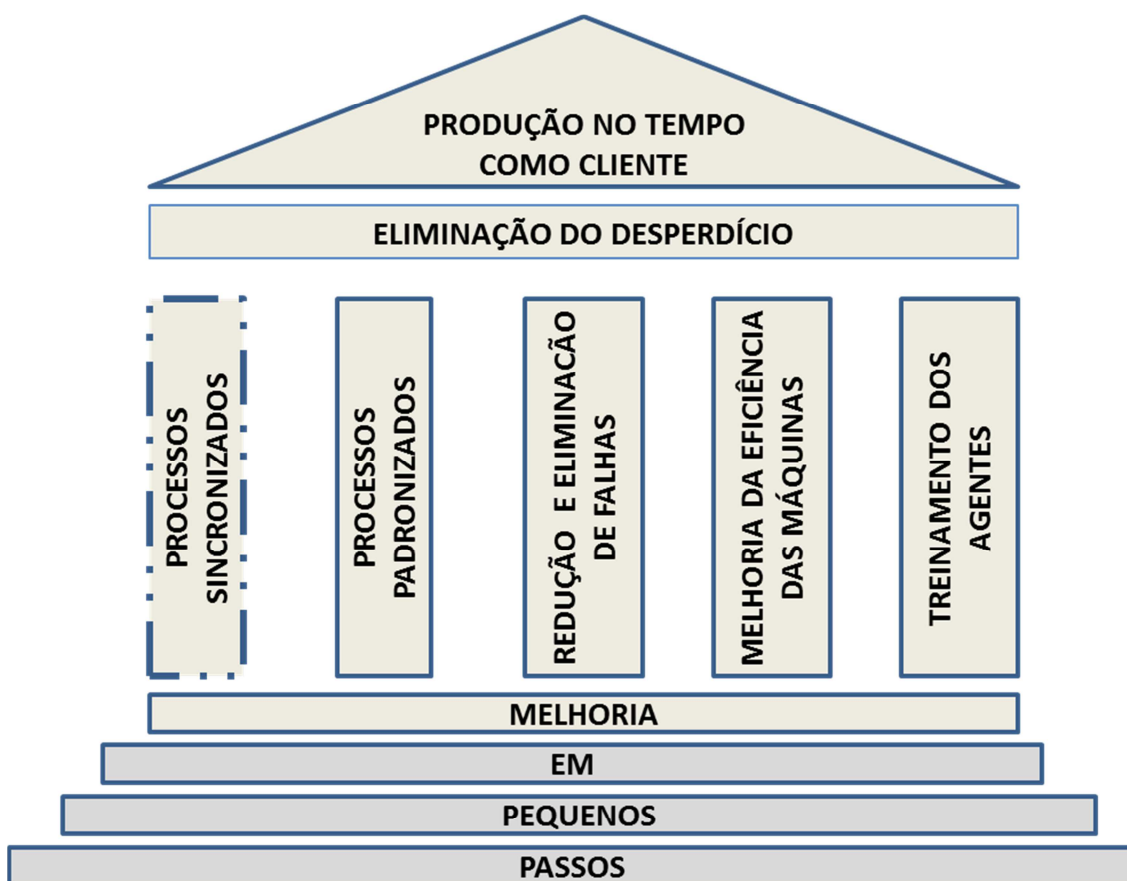 PRODUÇÃO NO TEMPO
COMO CLIENTE
ELIMINAÇÃO DO DESPERDÍCIO
PROCESSOS
SINCRONIZADOS
PROCESSOS
PADRONIZADOS
REDUÇÃO E ELIMINACÃO
DE FALHAS
MELHORIA DA EFICIÊNCIA
DAS MÁQUINAS
TREINAMENTO DOS
AGENTES
MELHORIA
EM
PEQUENOS
PASSOS